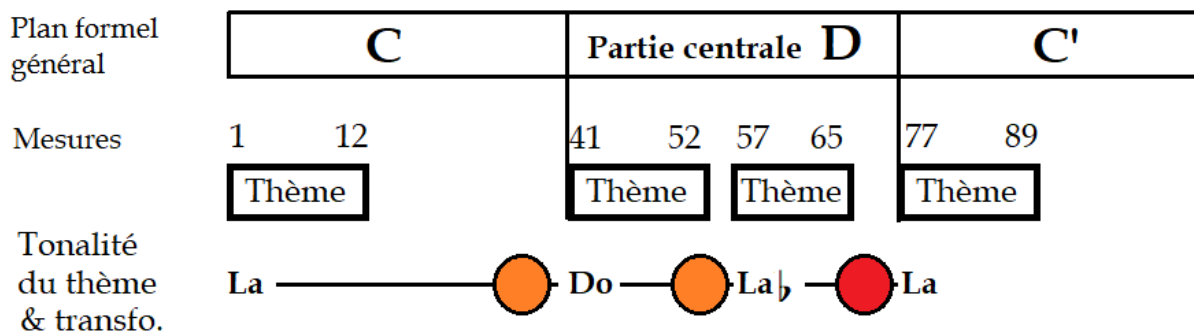 Plan formel
général
C Partie centrale D C'
Mesures 1 12 41 52 57 65 77 89
Thème Thème Thème Thème
Tonalité
du thème
& transfo.
La Do La♭ La